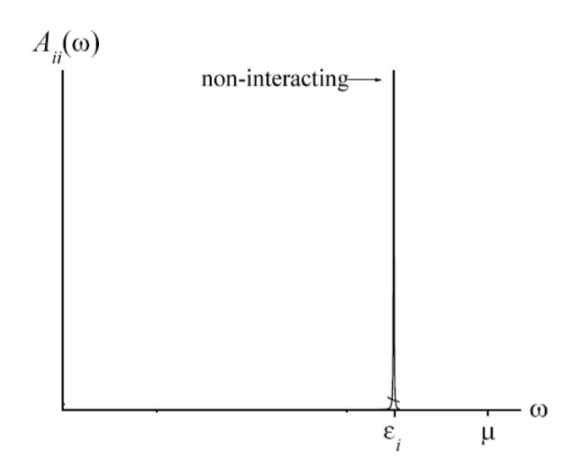 A_ii(ω)
non-interacting
ω
ε_i
μ